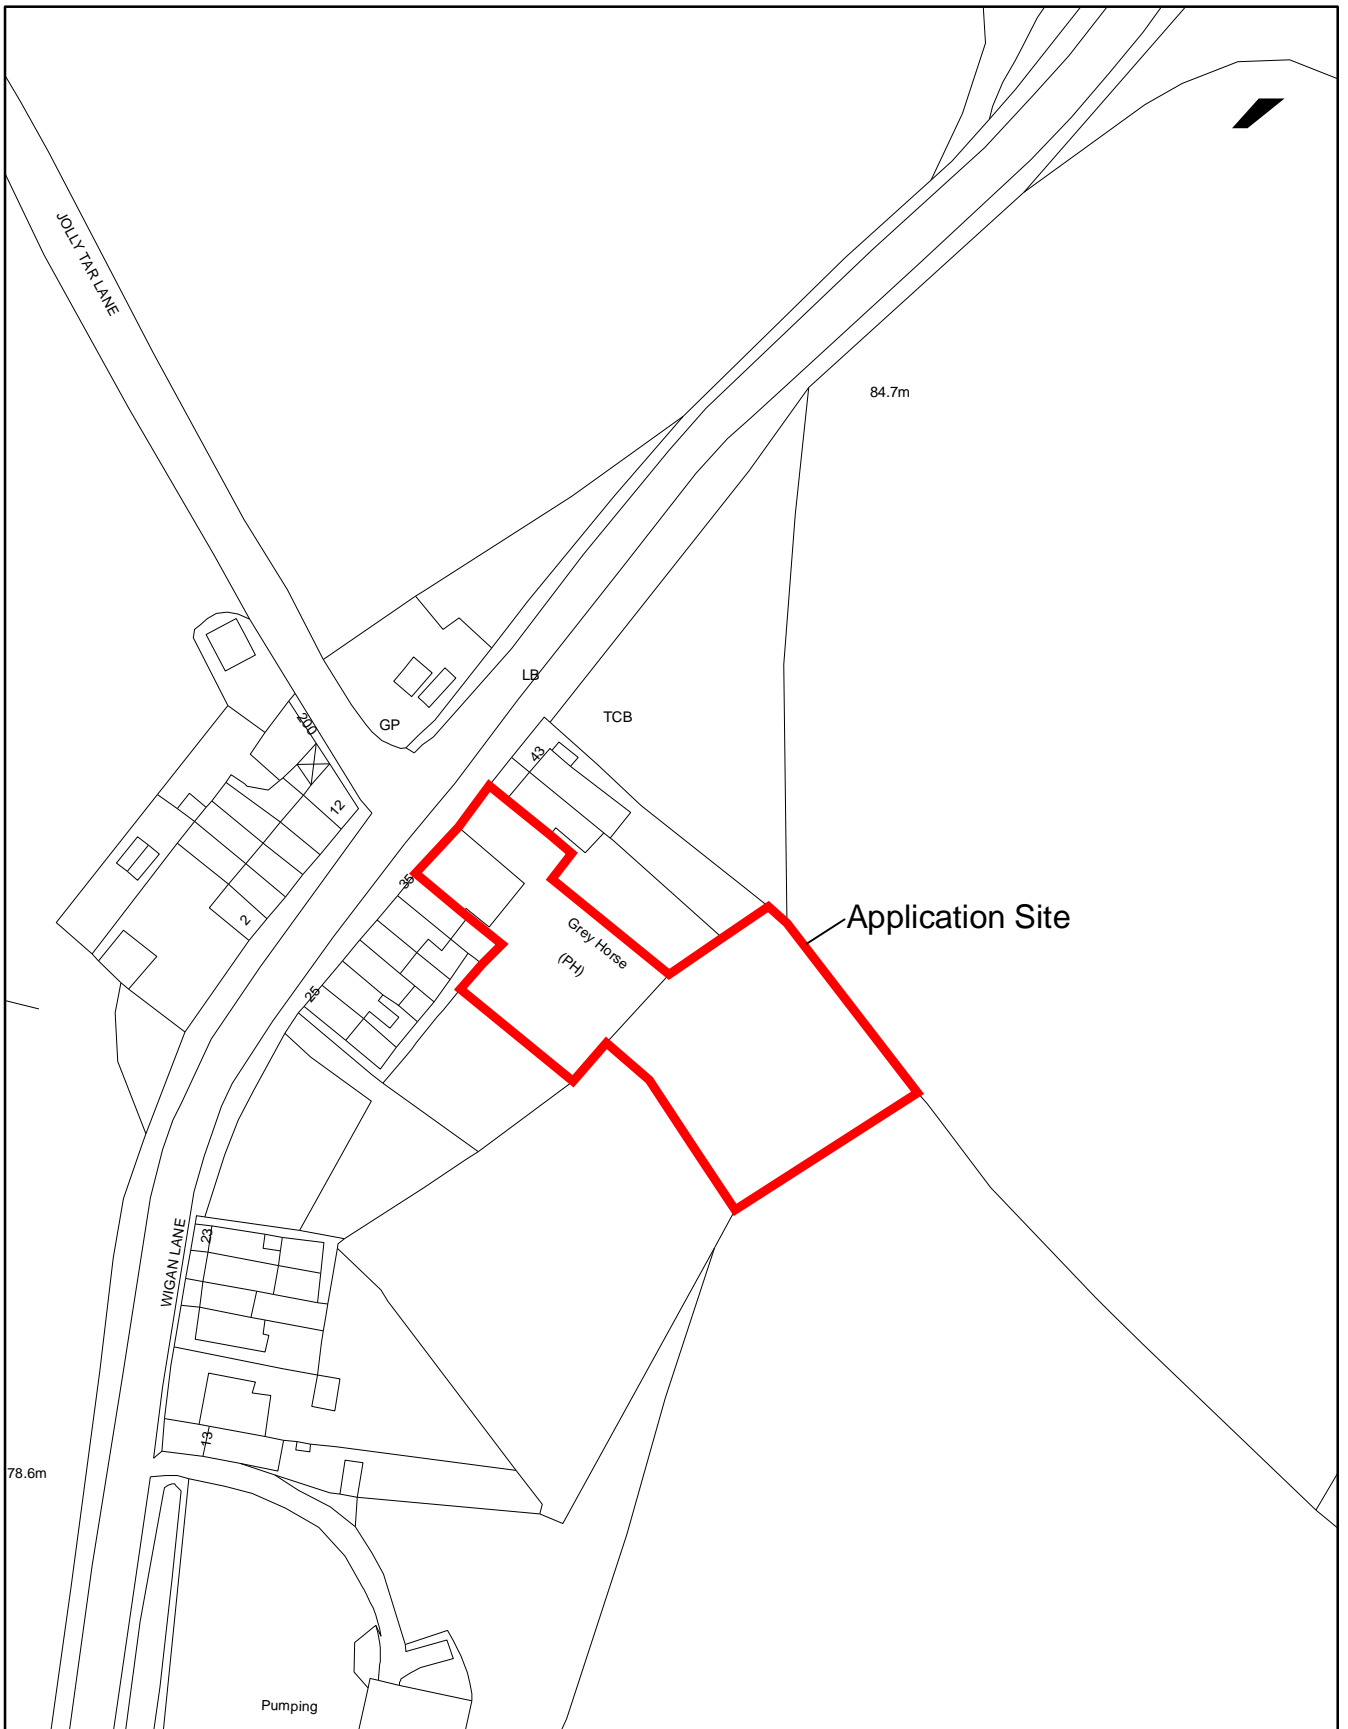 JOLLY TAR LANE
84.7m
LB
GP
TCB
200
43
12
35
2
Application Site
Grey Horse
(PH)
25
23
WIGAN LANE
13
78.6m
Pumping